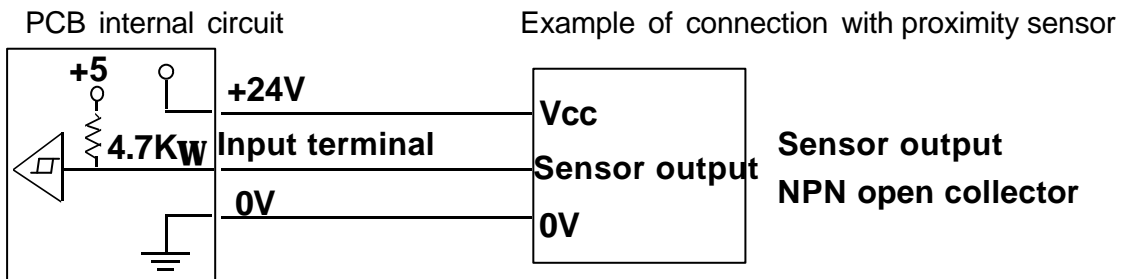 PCB internal circuit
Example of connection with proximity sensor
+5
+24V
Vcc
4.7KW
Input terminal
Sensor output
0V
0V
Sensor output
NPN open collector